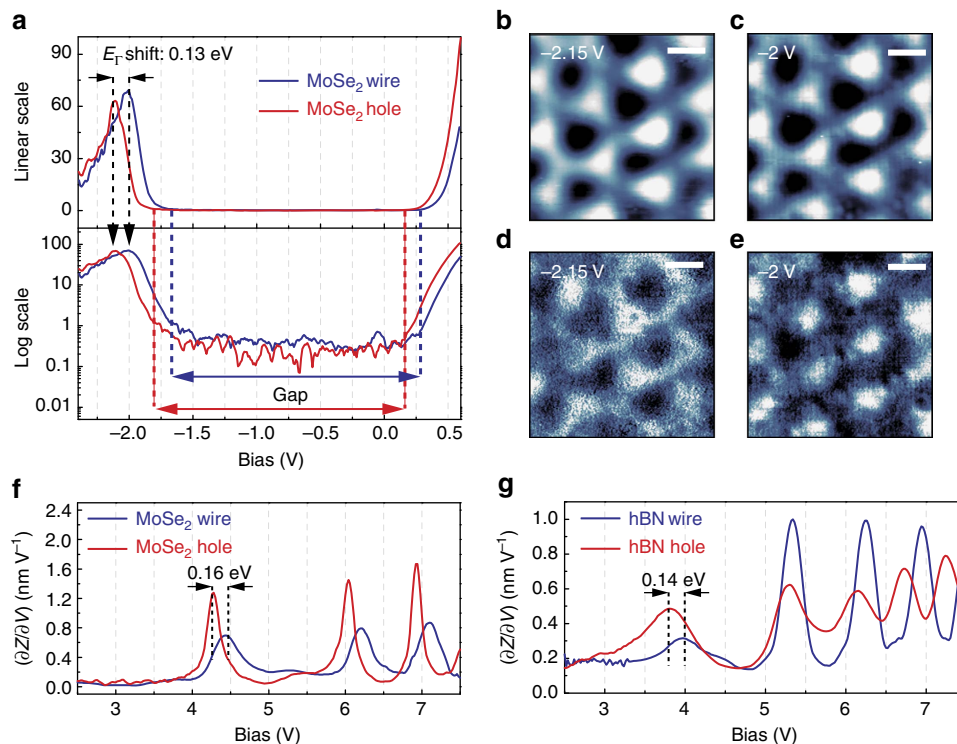 a
E_Γ shift: 0.13 eV
MoSe₂ wire
MoSe₂ hole
Linear scale
100
90
60
30
0
Log scale
100
10
1
0.1
0.01
Gap
−2.0 −1.5 −1.0 −0.5 0.0 0.5
Bias (V)
b
−2.15 V
c
−2 V
d
−2.15 V
e
−2 V
f
MoSe₂ wire
MoSe₂ hole
0.16 eV
(∂Z/∂V) (nm V⁻¹)
2.4
2.0
1.6
1.2
0.8
0.4
0.0
3 4 5 6 7
Bias (V)
g
hBN wire
hBN hole
0.14 eV
(∂Z/∂V) (nm V⁻¹)
1.0
0.8
0.6
0.4
0.2
0.0
3 4 5 6 7
Bias (V)